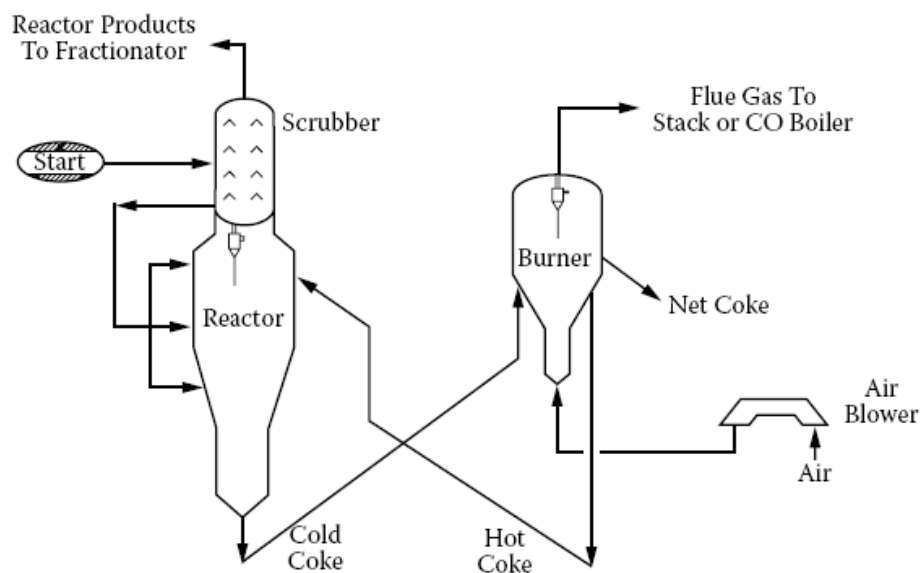 Reactor Products
To Fractionator
Scrubber
Flue Gas To
Stack or CO Boiler
Start
Burner
Reactor
Net Coke
Air
Blower
Air
Cold
Coke
Hot
Coke